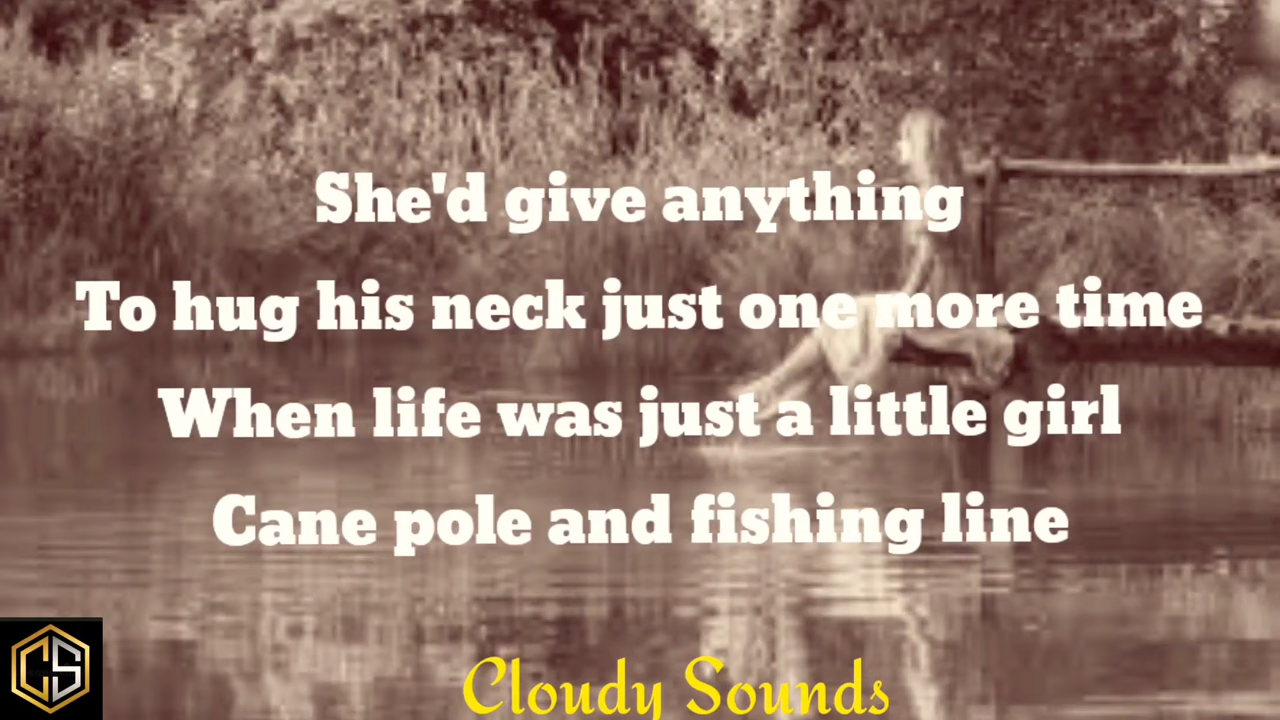 She'd give anything
To hug his neck just one more time
When life was just a little girl
Cane pole and fishing line
CS
Cloudy Sounds